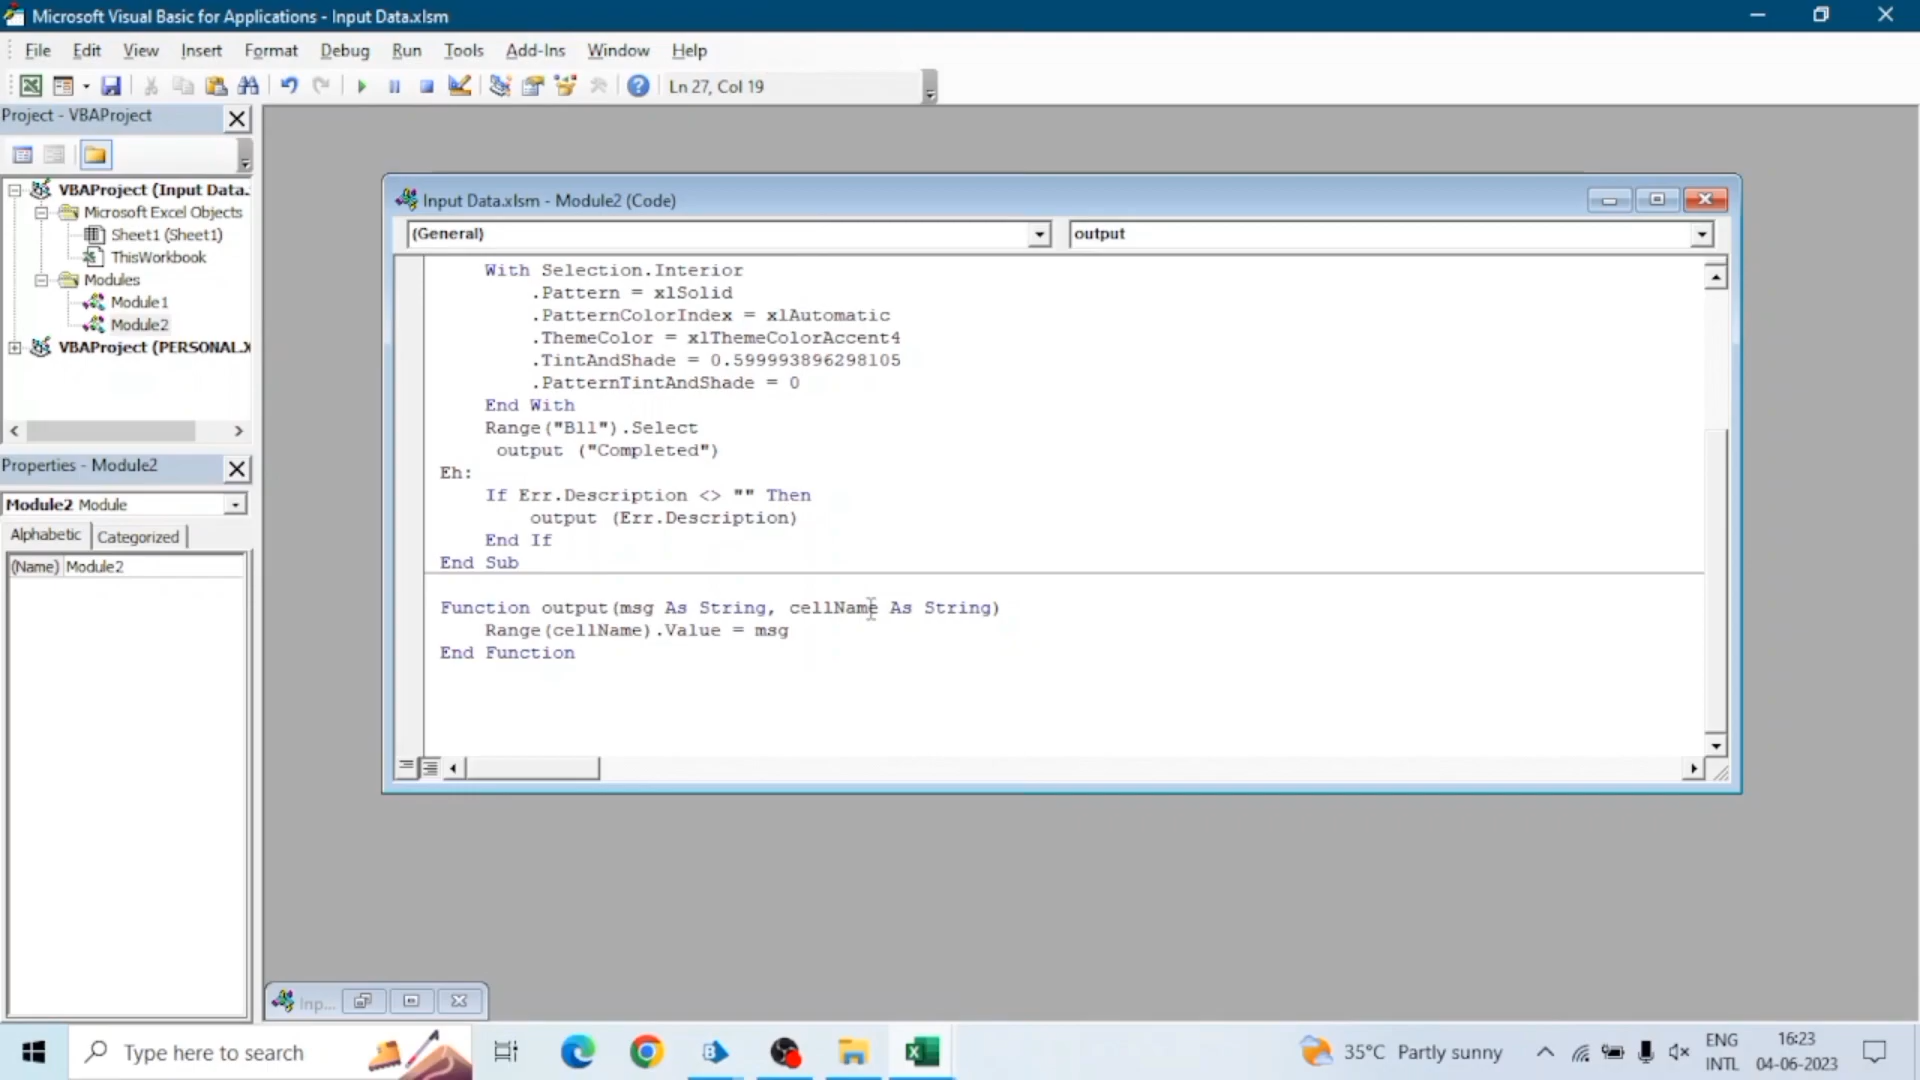 Microsoft Visual Basic for Applications - Input Data.xlsm
File Edit View Insert Format Debug Run Tools Add-Ins Window Help
Ln 27, Col 19
Project - VBAProject
VBAProject (Input Data.
Microsoft Excel Objects
Sheet1 (Sheet1)
ThisWorkbook
Modules
Module1
Module2
VBAProject (PERSONAL.X
Properties - Module2
Module2 Module
Alphabetic Categorized
(Name) Module2
Input Data.xlsm - Module2 (Code)
(General) output
With Selection.Interior
.Pattern = xlSolid
.PatternColorIndex = xlAutomatic
.ThemeColor = xlThemeColorAccent4
.TintAndShade = 0.599993896298105
.PatternTintAndShade = 0
End With
Range("B11").Select
output ("Completed")
Eh:
If Err.Description <> "" Then
output (Err.Description)
End If
End Sub
Function output(msg As String, cellName As String)
Range(cellName).Value = msg
End Function
Inp...
Type here to search
35°C Partly sunny
ENG
INTL
16:23
04-06-2023